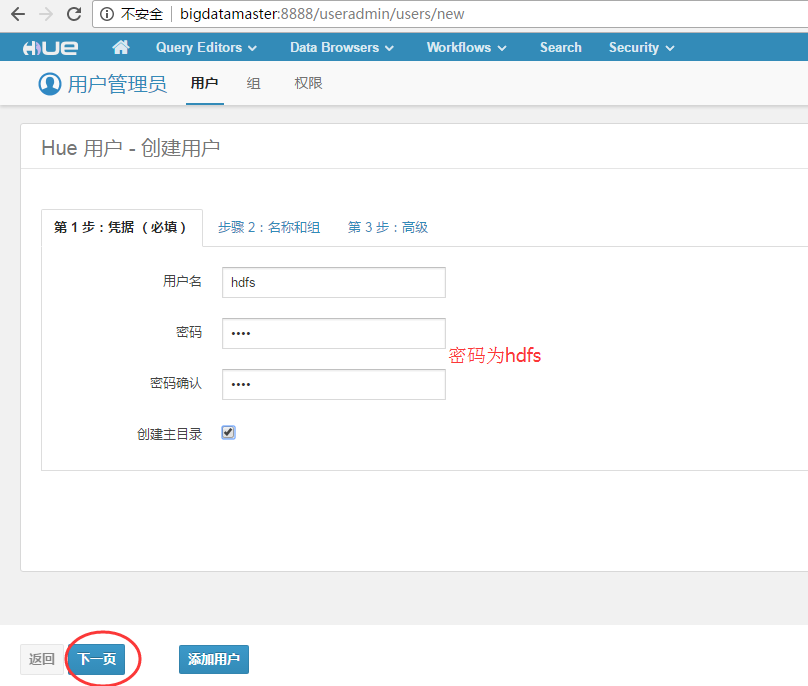 不安全 bigdatamaster:8888/useradmin/users/new
HUE Query Editors Data Browsers Workflows Search Security
用户管理员 用户 组 权限
Hue 用户 - 创建用户
第 1 步：凭据 （必填） 步骤 2：名称和组 第 3 步：高级
用户名 hdfs
密码 ••••
密码为hdfs
密码确认 ••••
创建主目录
返回 下一页 添加用户